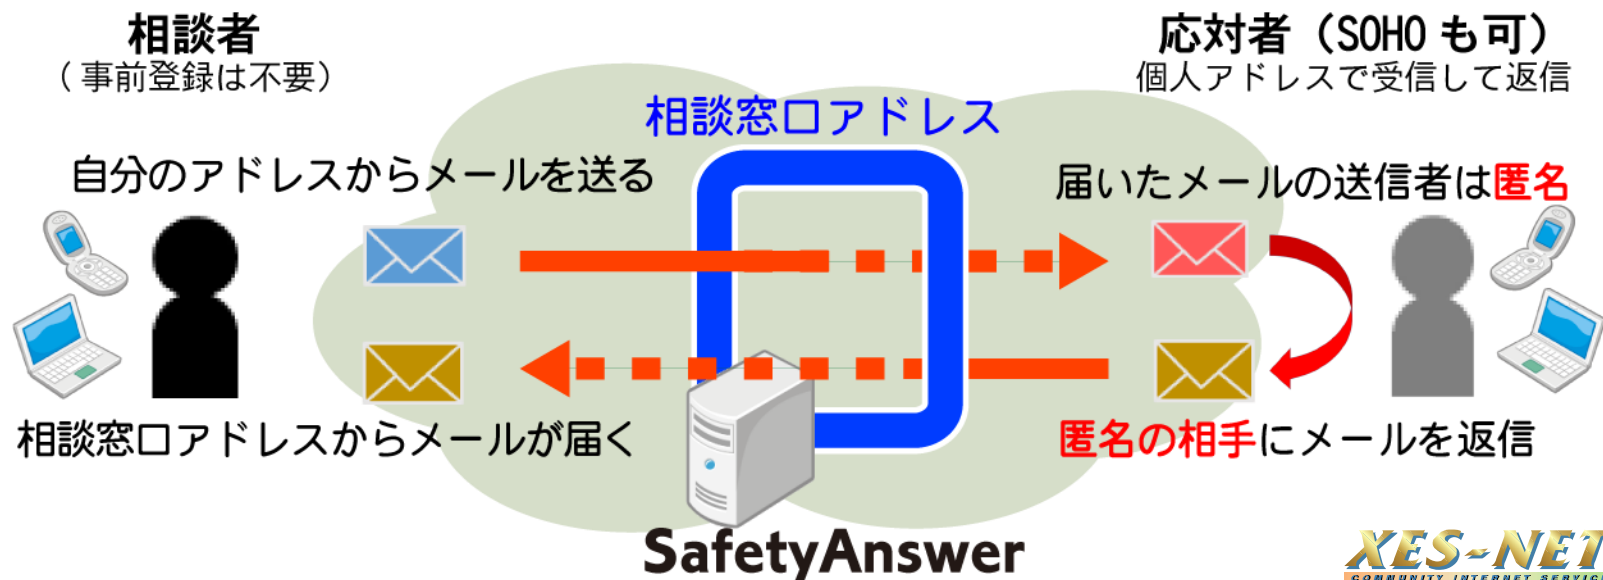 相談者
(事前登録は不要)
応対者(SOHOも可)
個人アドレスで受信して返信
相談窓口アドレス
自分のアドレスからメールを送る
届いたメールの送信者は匿名
相談窓口アドレスからメールが届く
匿名の相手にメールを返信
SafetyAnswer
XES-NET
COMMUNITY INTERNET SERVICE